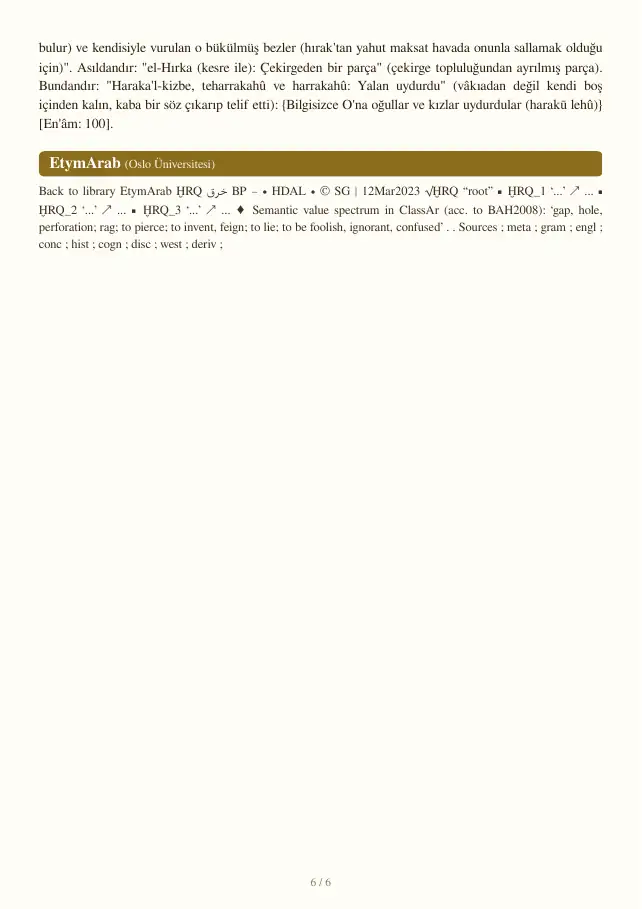 bulur) ve kendisiyle vurulan o bükülmüş bezler (hırak'tan yahut maksat havada onunla sallamak olduğu
için)". Asıldandır: "el-Hırka (kesre ile): Çekirgeden bir parça" (çekirge topluluğundan ayrılmış parça).
Bundandır: "Haraka'l-kizbe, teharrakahû ve harrakahû: Yalan uydurdu" (vâkıadan değil kendi boş
içinden kalın, kaba bir söz çıkarıp telif etti): {Bilgisizce O'na oğullar ve kızlar uydurdular (harakū lehû)}
[En'âm: 100].
EtymArab (Oslo Üniversitesi)
Back to library EtymArab ḪRQ خرق BP – • HDAL • © SG | 12Mar2023 √ḪRQ “root” ▪ ḪRQ_1 ‘...’ ↗ ... ▪
ḪRQ_2 ‘...’ ↗ ... ▪ ḪRQ_3 ‘...’ ↗ ... ♦ Semantic value spectrum in ClassAr (acc. to BAH2008): ‘gap, hole,
perforation; rag; to pierce; to invent, feign; to lie; to be foolish, ignorant, confused’ . . Sources ; meta ; gram ; engl ;
conc ; hist ; cogn ; disc ; west ; deriv ;
6 / 6